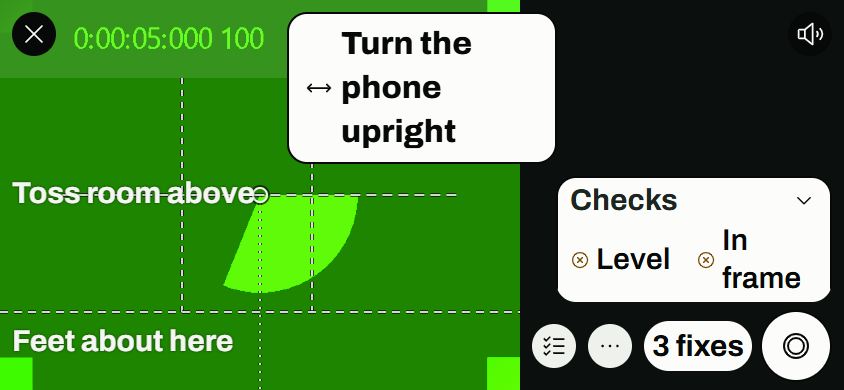 0:00:05:000 100
Turn the
phone
upright
Toss room above
Checks
Level
In
frame
Feet about here
3 fixes